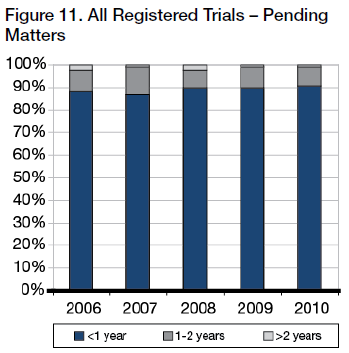 Figure 11. All Registered Trials – Pending
Matters
100%
90%
80%
70%
60%
50%
40%
30%
20%
10%
0%
2006 2007 2008 2009 2010
<1 year 1-2 years >2 years